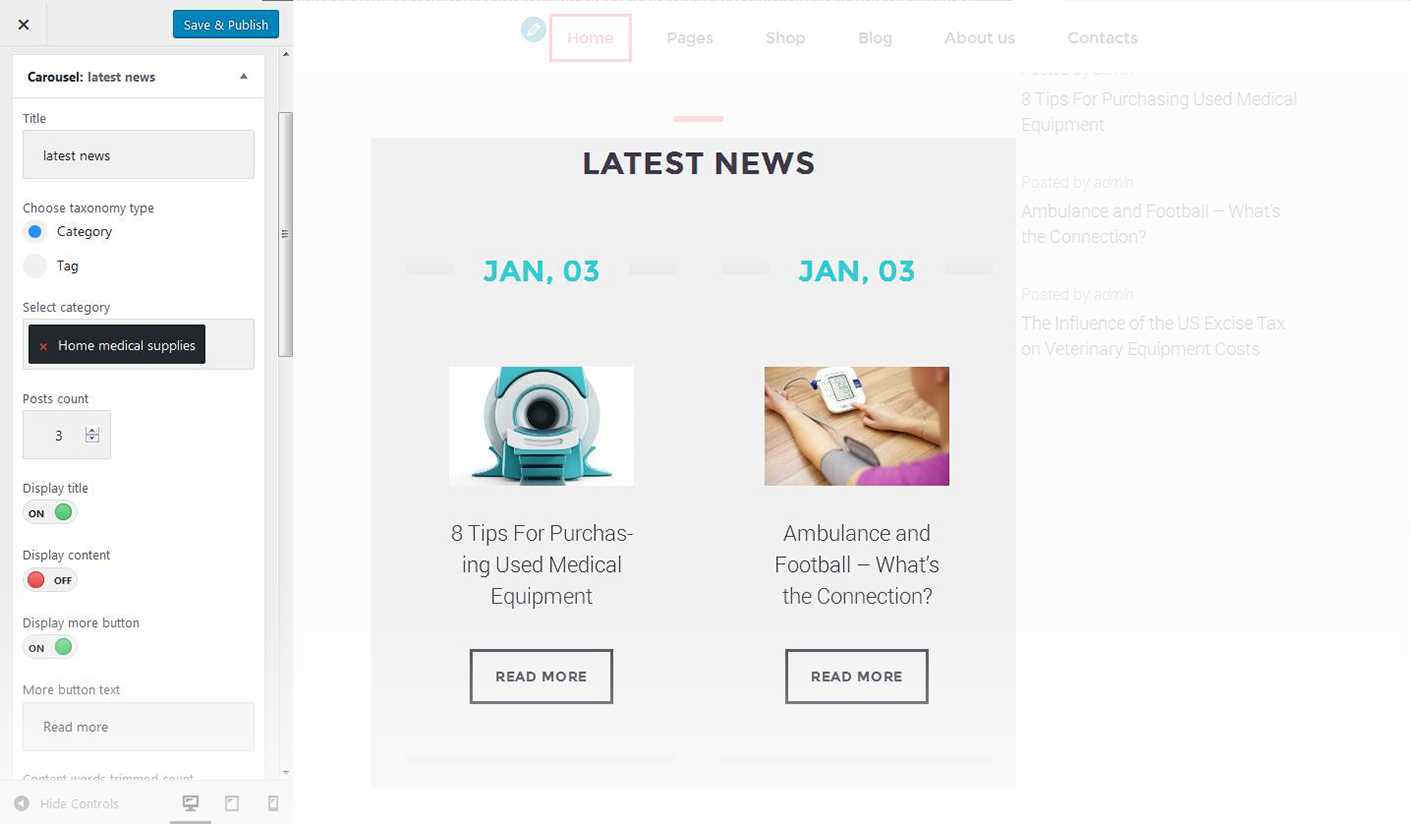 Save & Publish
Carousel: latest news
Title
latest news
Choose taxonomy type
Category
Tag
Select category
× Home medical supplies
Posts count
3
Display title
ON
Display content
OFF
Display more button
ON
More button text
Read more
Content words trimmed count
Hide Controls
Home
Pages
Shop
Blog
About us
Contacts
LATEST NEWS
JAN, 03
8 Tips For Purchas-
ing Used Medical
Equipment
READ MORE
JAN, 03
Ambulance and
Football – What's
the Connection?
READ MORE
Posted by admin
8 Tips For Purchasing Used Medical
Equipment
Posted by admin
Ambulance and Football – What's
the Connection?
Posted by admin
The Influence of the US Excise Tax
on Veterinary Equipment Costs